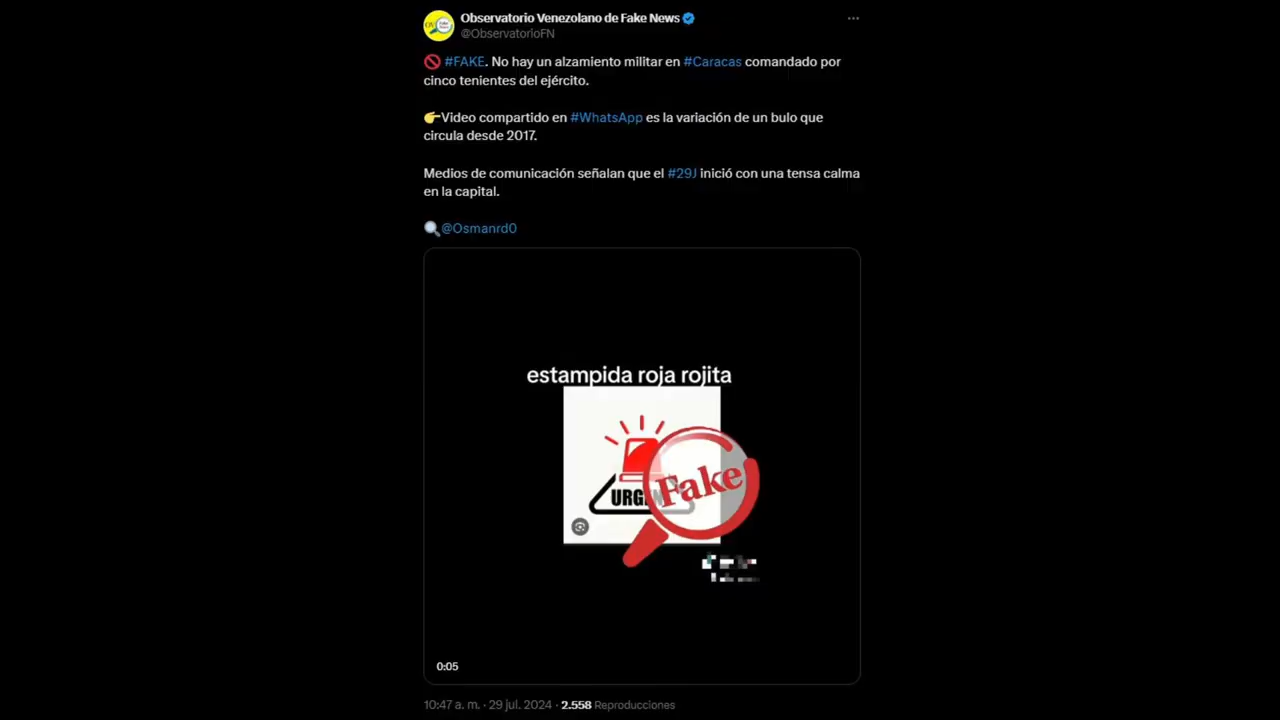 Observatorio Venezolano de Fake News
@ObservatorioFN
🚫 #FAKE. No hay un alzamiento militar en #Caracas comandado por
cinco tenientes del ejército.
👉Video compartido en #WhatsApp es la variación de un bulo que
circula desde 2017.
Medios de comunicación señalan que el #29J inició con una tensa calma
en la capital.
🔍@Osmanrd0
estampida roja rojita
Fake
0:05
10:47 a. m. · 29 jul. 2024 · 2.558 Reproducciones